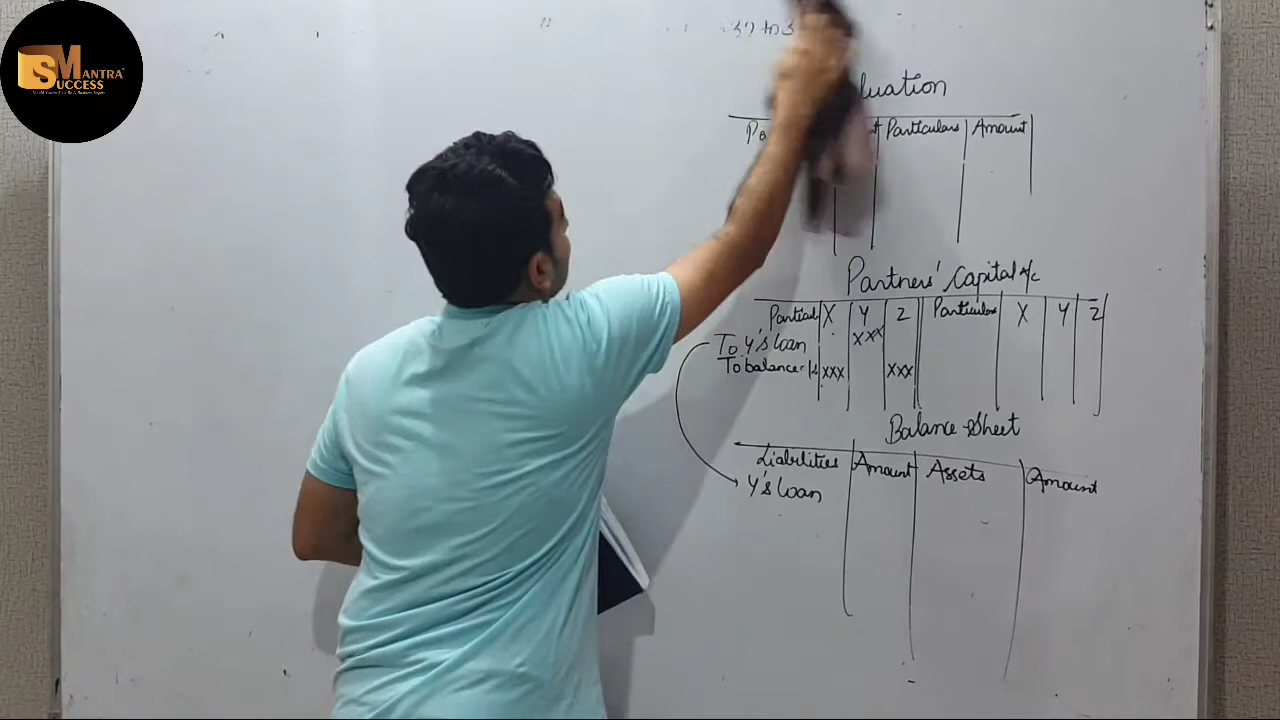 SUCCESS MANTRA
luation
Particulars Amount
Partners' Capital A/c
X Y Z Particulars X Y Z
To Y's loan xxx
To balance xxx xxx
Balance Sheet
Liabilities Amount Assets Amount
Y's loan